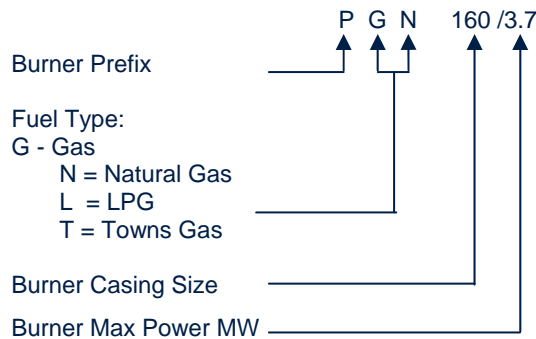 P G N 160 /3.7
Burner Prefix
Fuel Type:
G - Gas
N = Natural Gas
L = LPG
T = Towns Gas
Burner Casing Size
Burner Max Power MW